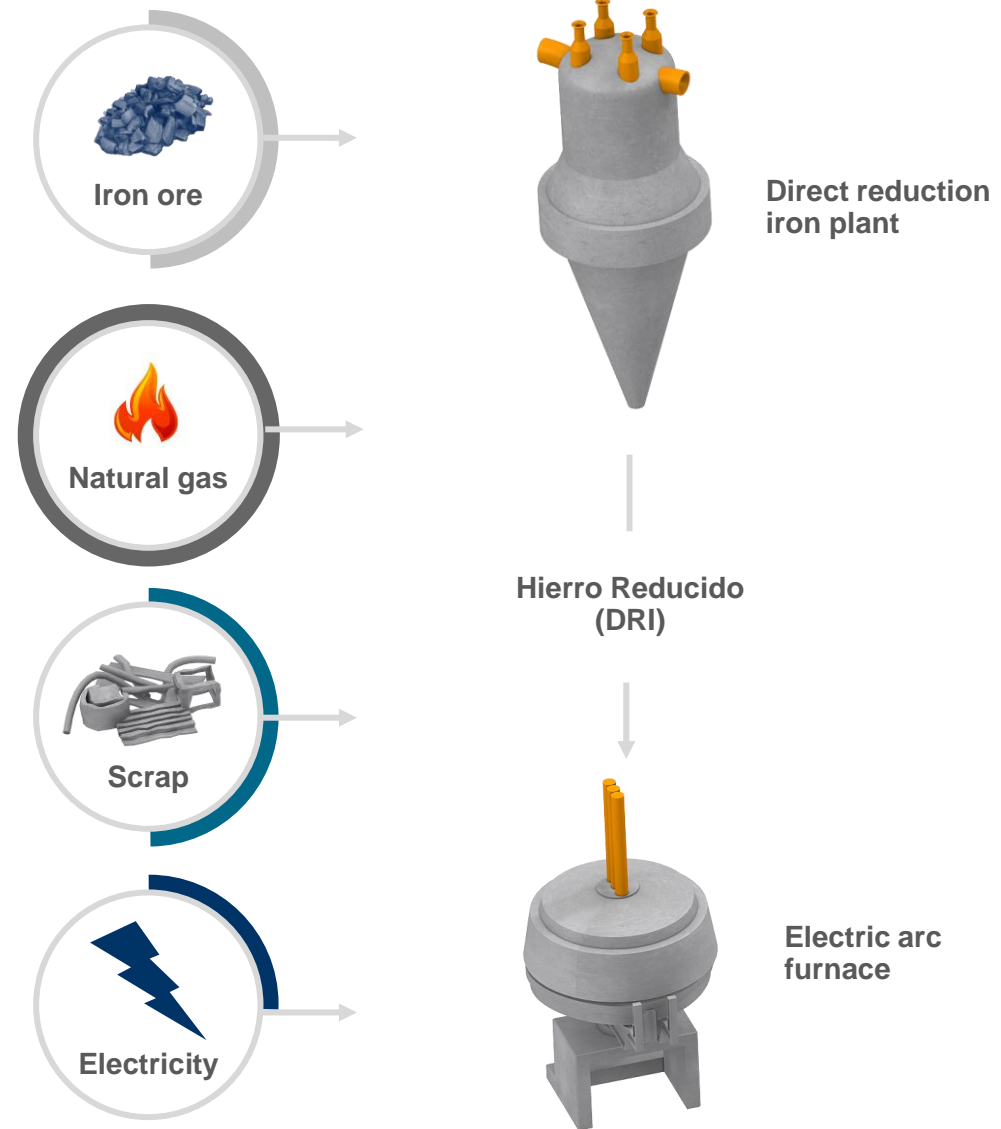 Iron ore
Direct reduction
iron plant
Natural gas
Hierro Reducido
(DRI)
Scrap
Electric arc
furnace
Electricity